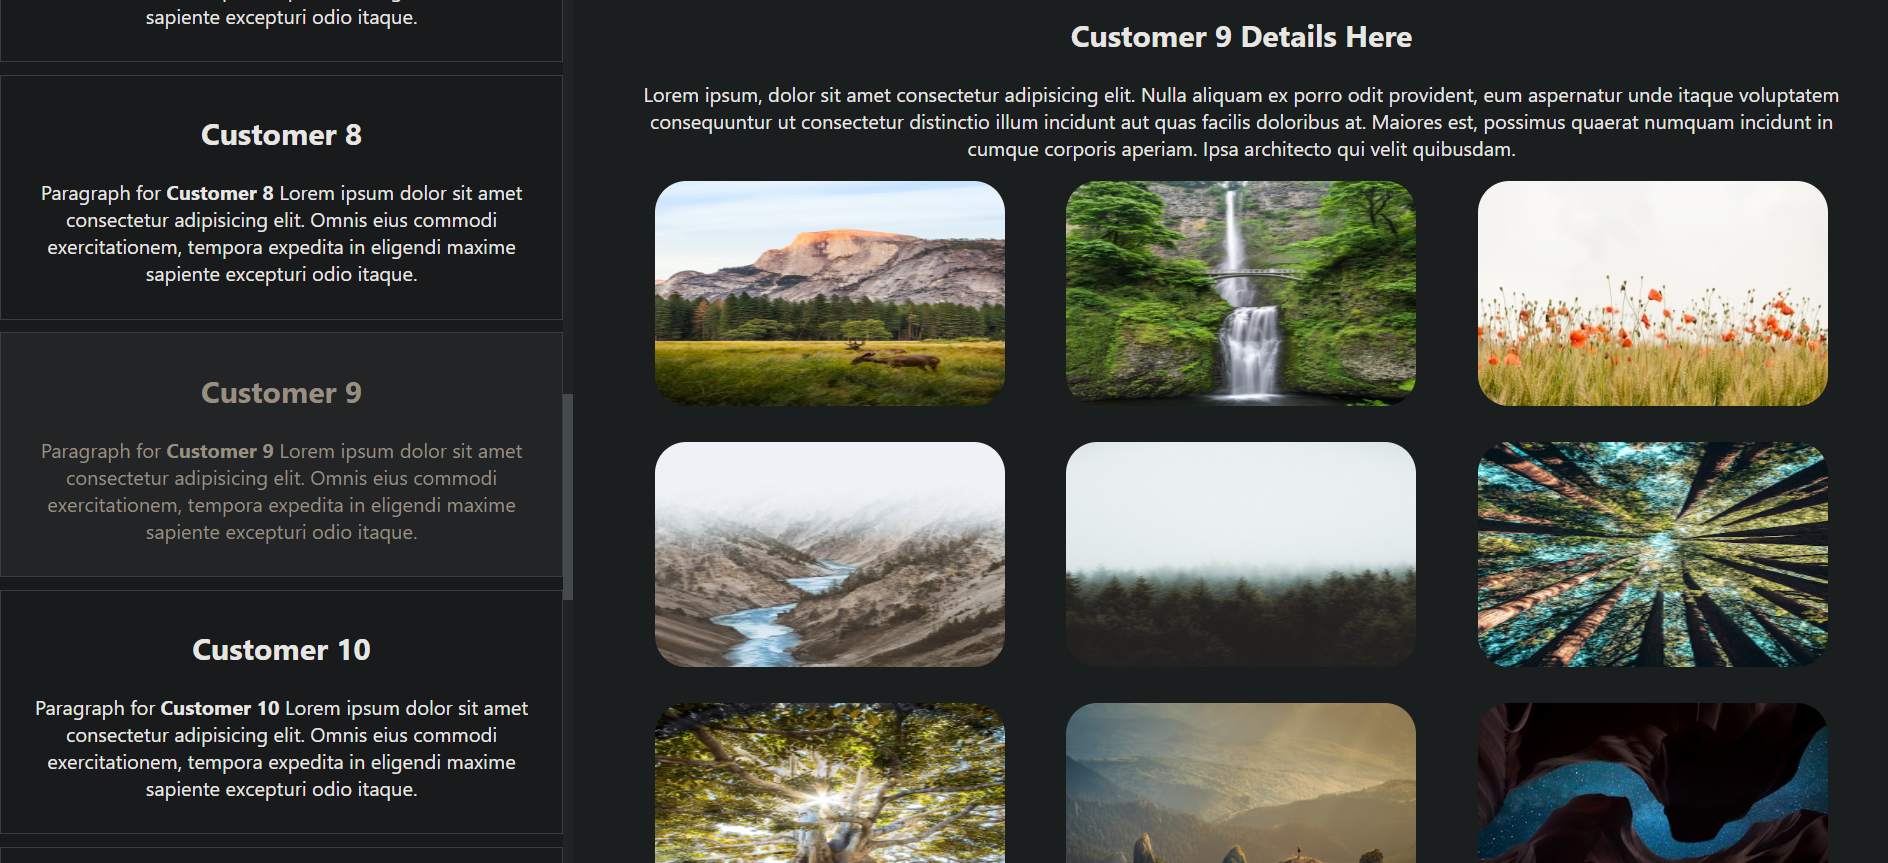 sapiente excepturi odio itaque.
Customer 8
Paragraph for Customer 8 Lorem ipsum dolor sit amet
consectetur adipisicing elit. Omnis eius commodi
exercitationem, tempora expedita in eligendi maxime
sapiente excepturi odio itaque.
Customer 9
Paragraph for Customer 9 Lorem ipsum dolor sit amet
consectetur adipisicing elit. Omnis eius commodi
exercitationem, tempora expedita in eligendi maxime
sapiente excepturi odio itaque.
Customer 10
Paragraph for Customer 10 Lorem ipsum dolor sit amet
consectetur adipisicing elit. Omnis eius commodi
exercitationem, tempora expedita in eligendi maxime
sapiente excepturi odio itaque.
Customer 9 Details Here
Lorem ipsum, dolor sit amet consectetur adipisicing elit. Nulla aliquam ex porro odit provident, eum aspernatur unde itaque voluptatem
consequuntur ut consectetur distinctio illum incidunt aut quas facilis doloribus at. Maiores est, possimus quaerat numquam incidunt in
cumque corporis aperiam. Ipsa architecto qui velit quibusdam.